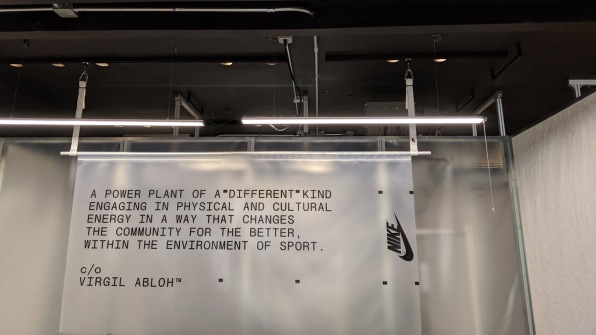 A POWER PLANT OF A "DIFFERENT" KIND
ENGAGING IN PHYSICAL AND CULTURAL
ENERGY IN A WAY THAT CHANGES
THE COMMUNITY FOR THE BETTER,
WITHIN THE ENVIRONMENT OF SPORT.
c/o
VIRGIL ABLOH™
NIKE